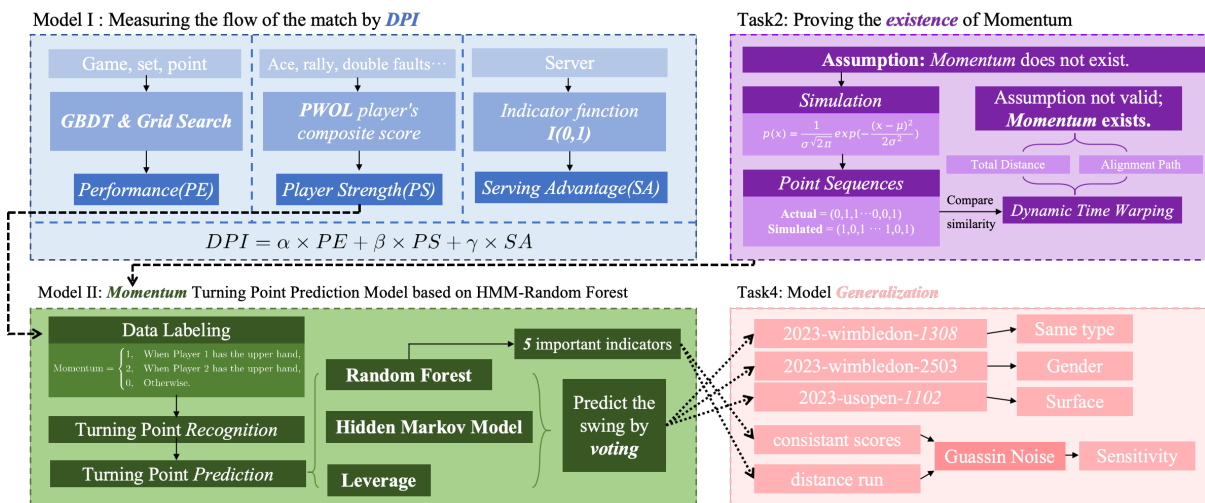 Model I : Measuring the flow of the match by DPI
Game, set, point
GBDT & Grid Search
Performance(PE)
Ace, rally, double faults⋯
PWOL player's
composite score
Player Strength(PS)
Server
Indicator function
I(0,1)
Serving Advantage(SA)
DPI = α × PE + β × PS + γ × SA
Task2: Proving the existence of Momentum
Assumption: Momentum does not exist.
Simulation
p(x) = 1/(σ√2π) exp(−(x − μ)²/2σ²)
Point Sequences
Actual = (0,1,1⋯0,0,1)
Simulated = (1,0,1 ⋯ 1,0,1)
Compare
similarity
Assumption not valid;
Momentum exists.
Total Distance
Alignment Path
Dynamic Time Warping
Model II: Momentum Turning Point Prediction Model based on HMM-Random Forest
Data Labeling
Momentum = { 1, When Player 1 has the upper hand,
2, When Player 2 has the upper hand,
0, Otherwise.
Turning Point Recognition
Turning Point Prediction
Random Forest
Hidden Markov Model
Leverage
5 important indicators
Predict the
swing by
voting
Task4: Model Generalization
2023-wimbledon-1308
Same type
2023-wimbledon-2503
Gender
2023-usopen-1102
Surface
consistant scores
distance run
Guassin Noise
Sensitivity